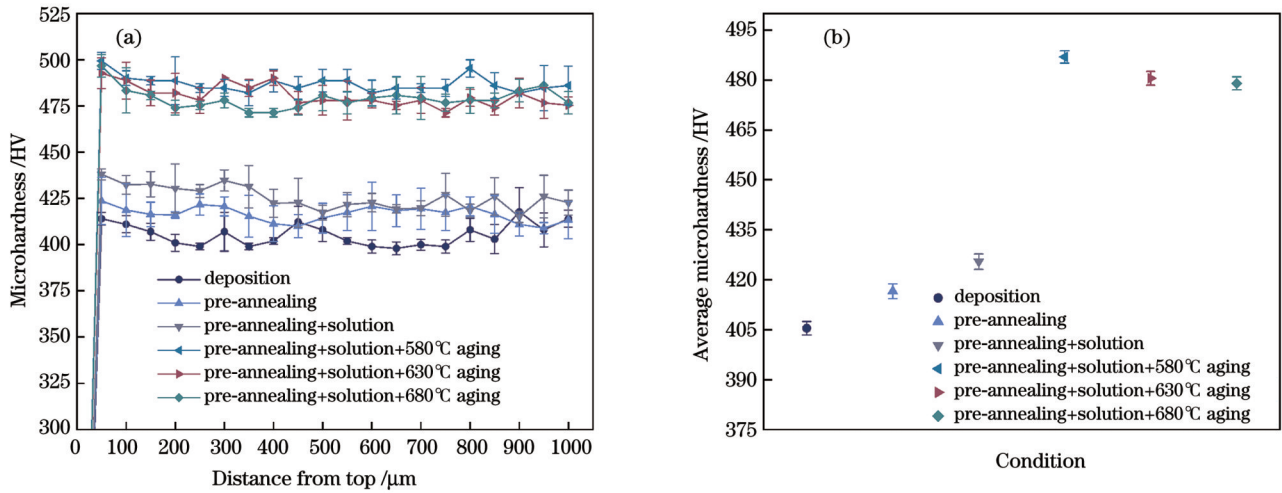 525
500
475
450
425
400
375
350
325
300
Microhardness /HV
(a)
deposition
pre-annealing
pre-annealing+solution
pre-annealing+solution+580℃ aging
pre-annealing+solution+630℃ aging
pre-annealing+solution+680℃ aging
0 100 200 300 400 500 600 700 800 900 1000
Distance from top /μm
495
480
465
450
435
420
405
390
375
Average microhardness /HV
(b)
deposition
pre-annealing
pre-annealing+solution
pre-annealing+solution+580℃ aging
pre-annealing+solution+630℃ aging
pre-annealing+solution+680℃ aging
Condition